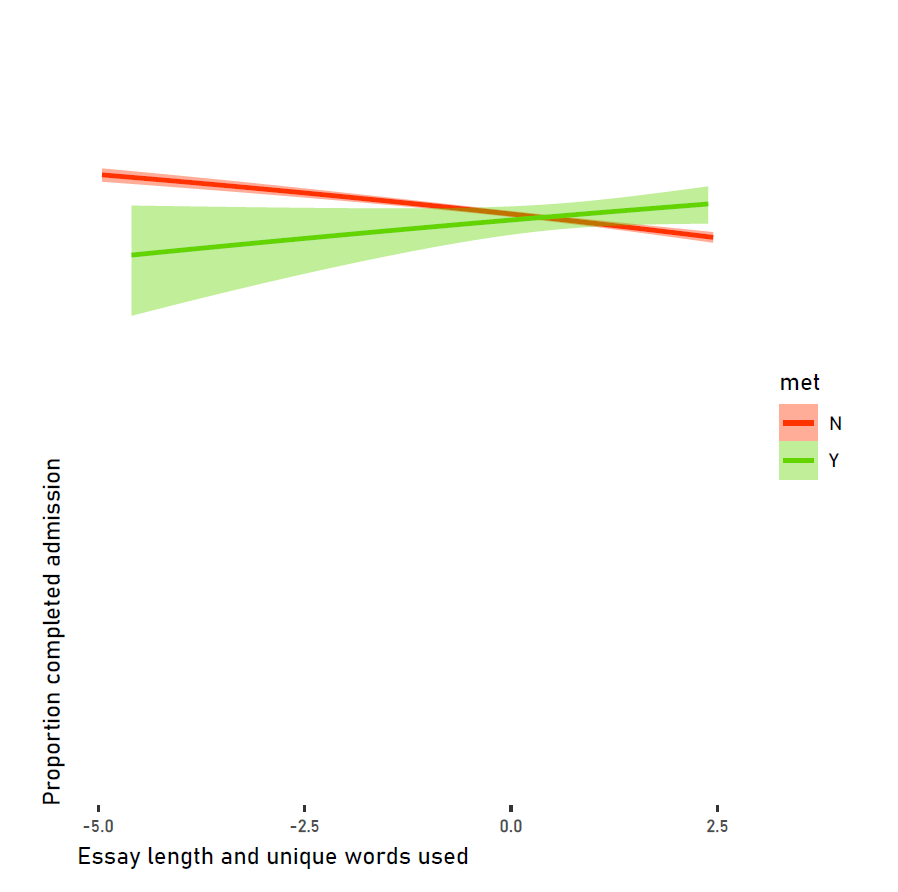 Proportion completed admission
met
N
Y
-5.0
-2.5
0.0
2.5
Essay length and unique words used